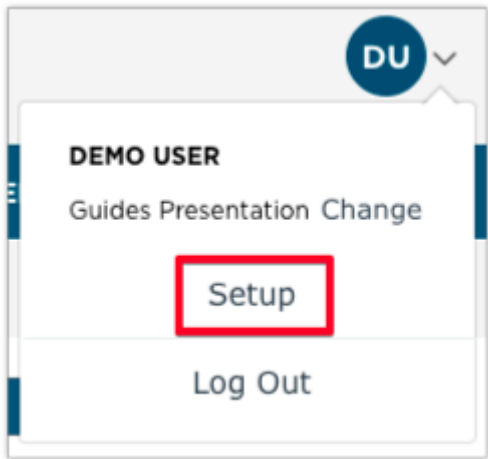 DU
DEMO USER
Guides Presentation Change
Setup
Log Out